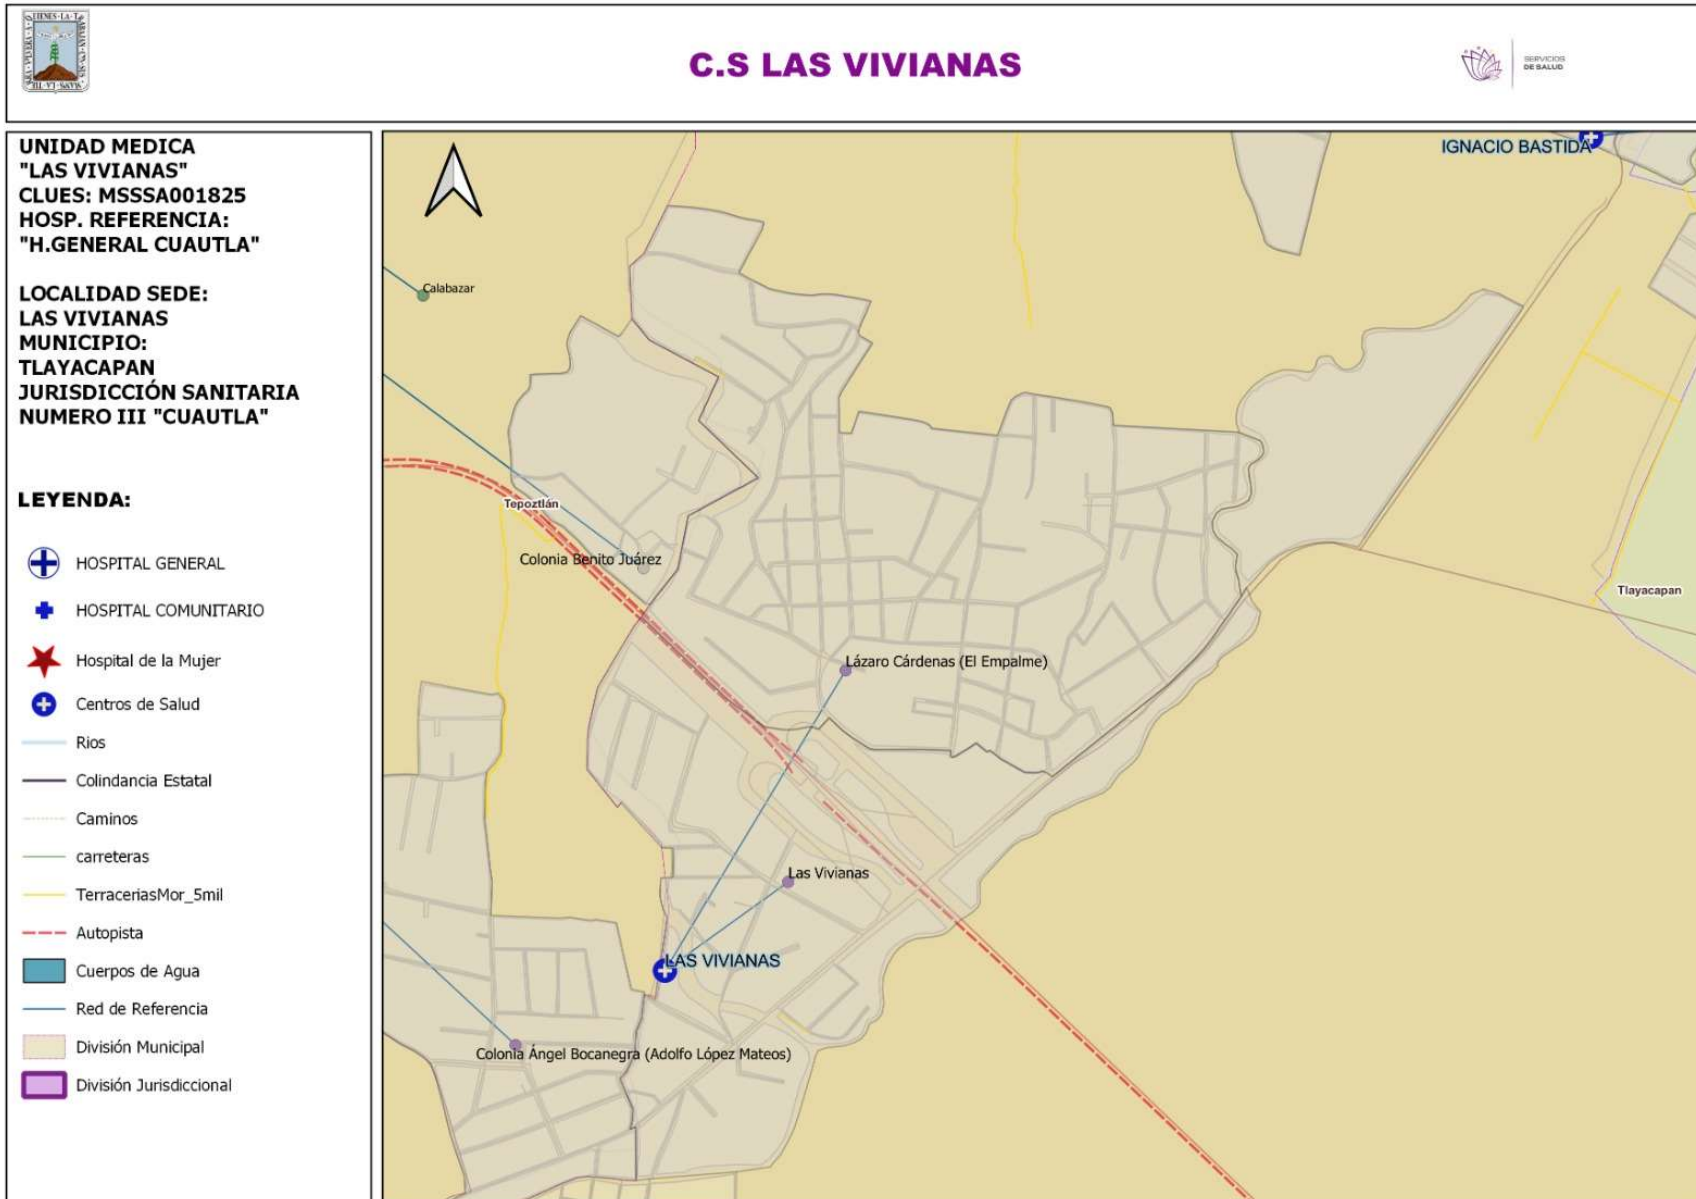 C.S LAS VIVIANAS
SERVICIOS
DE SALUD
UNIDAD MEDICA
"LAS VIVIANAS"
CLUES: MSSSA001825
HOSP. REFERENCIA:
"H.GENERAL CUAUTLA"
LOCALIDAD SEDE:
LAS VIVIANAS
MUNICIPIO:
TLAYACAPAN
JURISDICCIÓN SANITARIA
NUMERO III "CUAUTLA"
LEYENDA:
HOSPITAL GENERAL
HOSPITAL COMUNITARIO
Hospital de la Mujer
Centros de Salud
Rios
Colindancia Estatal
Caminos
carreteras
TerraceriasMor_5mil
Autopista
Cuerpos de Agua
Red de Referencia
División Municipal
División Jurisdiccional
IGNACIO BASTIDA
Calabazar
Tepoztlán
Colonia Benito Juárez
Tlayacapan
Lázaro Cárdenas (El Empalme)
Las Vivianas
LAS VIVIANAS
Colonia Ángel Bocanegra (Adolfo López Mateos)